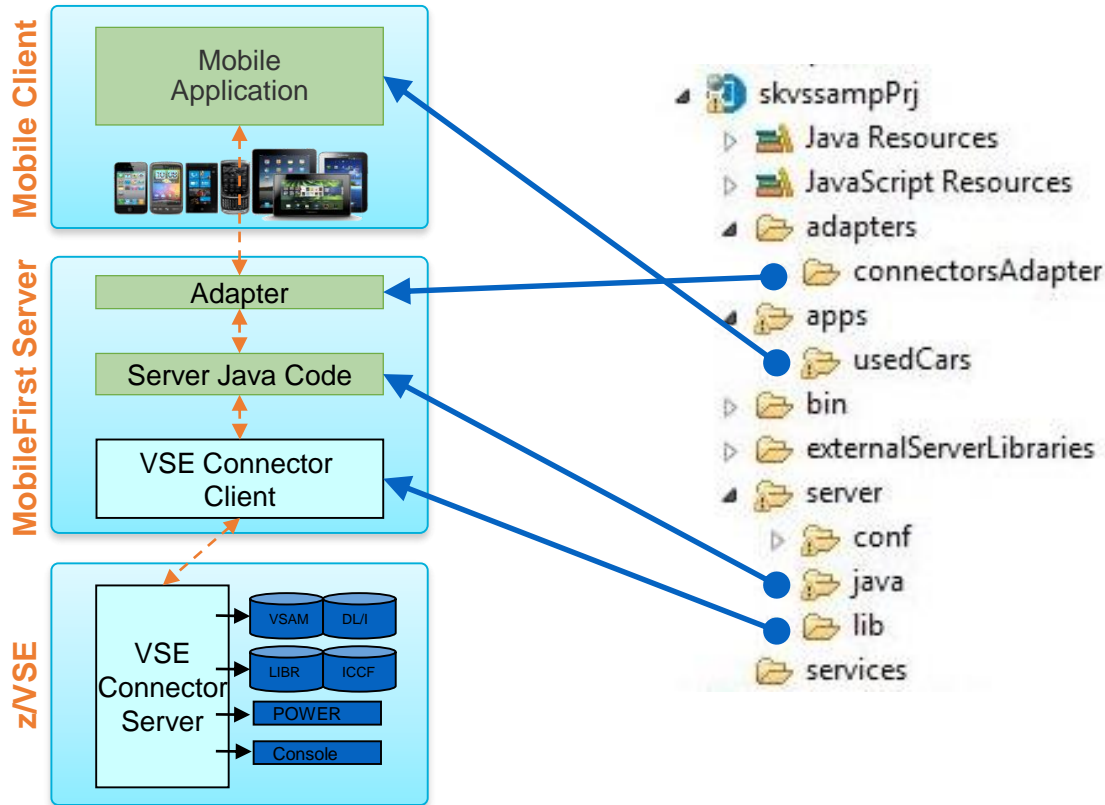 Mobile Client
Mobile
Application
MobileFirst Server
Adapter
Server Java Code
VSE Connector
Client
z/VSE
VSE
Connector
Server
VSAM
DL/I
LIBR
ICCF
POWER
Console
skvssampPrj
Java Resources
JavaScript Resources
adapters
connectorsAdapter
apps
usedCars
bin
externalServerLibraries
server
conf
java
lib
services